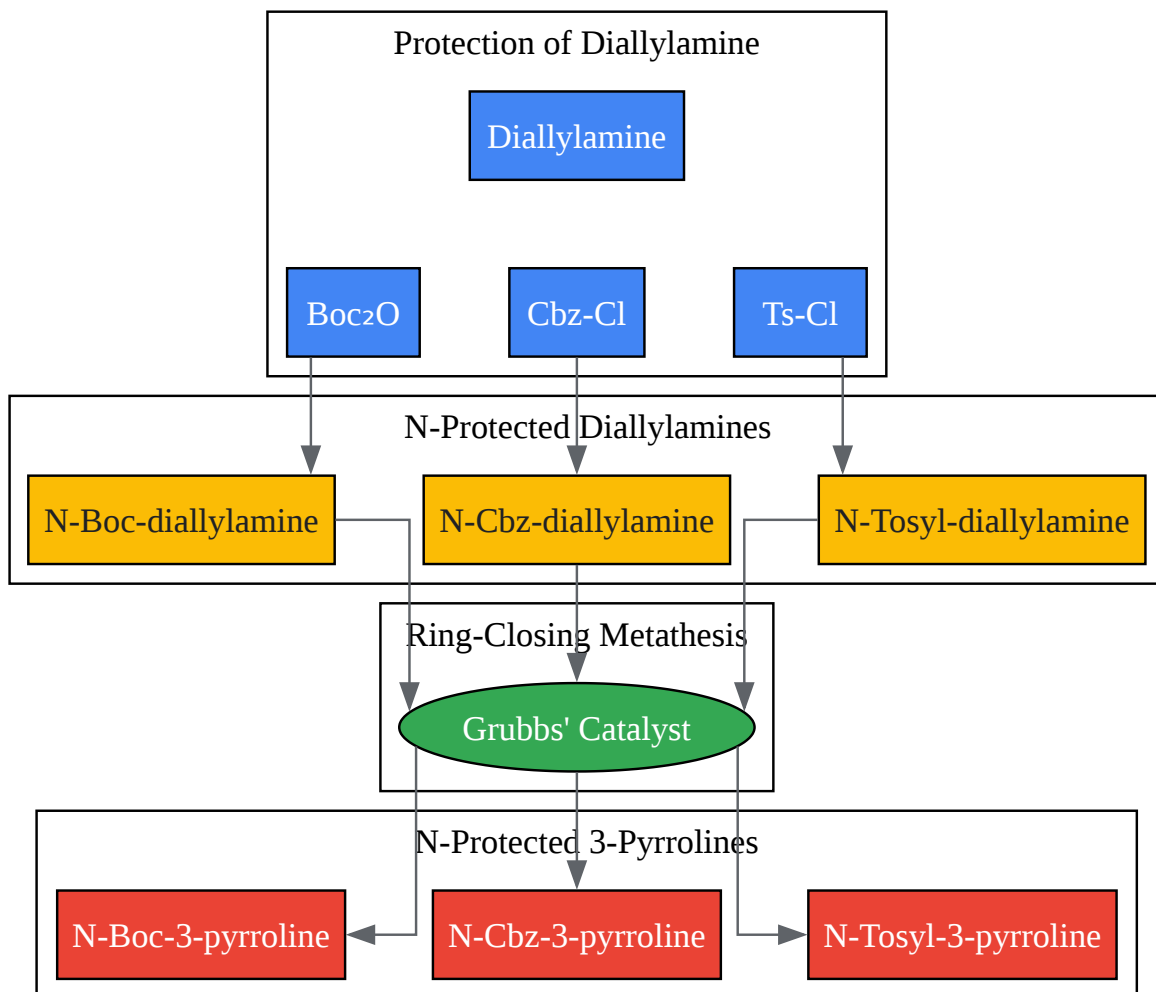 Protection of Diallylamine
Diallylamine
Boc₂O
Cbz-Cl
Ts-Cl
N-Protected Diallylamines
N-Boc-diallylamine
N-Cbz-diallylamine
N-Tosyl-diallylamine
Ring-Closing Metathesis
Grubbs' Catalyst
N-Protected 3-Pyrrolines
N-Boc-3-pyrroline
N-Cbz-3-pyrroline
N-Tosyl-3-pyrroline